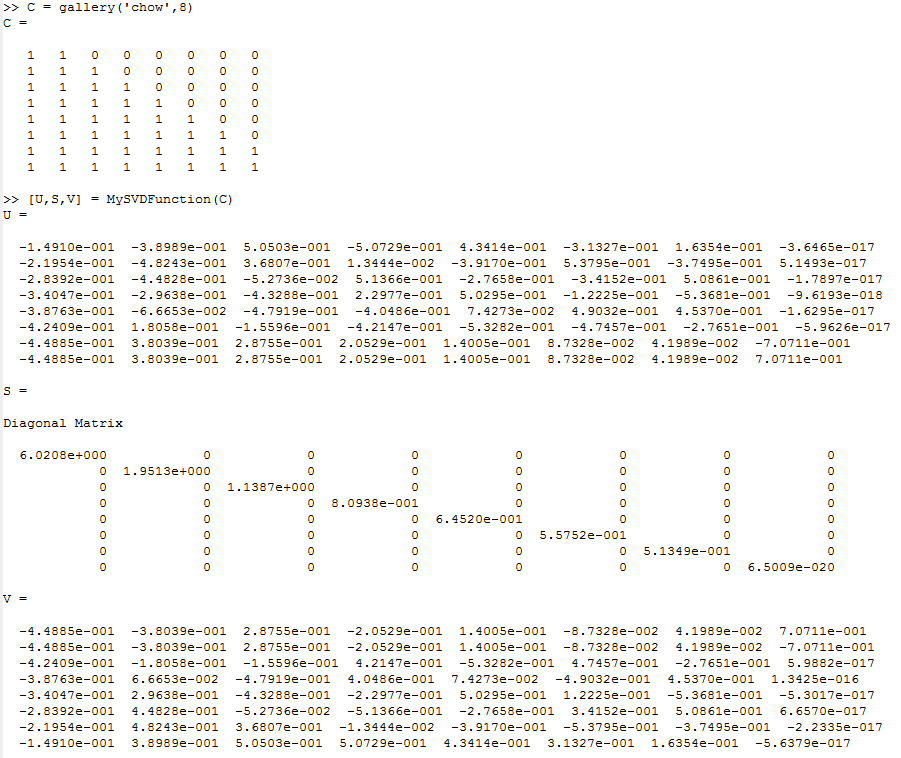 >> C = gallery('chow',8)
C =
1 1 0 0 0 0 0 0
1 1 1 0 0 0 0 0
1 1 1 1 0 0 0 0
1 1 1 1 1 0 0 0
1 1 1 1 1 1 0 0
1 1 1 1 1 1 1 0
1 1 1 1 1 1 1 1
1 1 1 1 1 1 1 1
>> [U,S,V] = MySVDFunction(C)
U =
-1.4910e-001 -3.8989e-001 5.0503e-001 -5.0729e-001 4.3414e-001 -3.1327e-001 1.6354e-001 -3.6465e-017
-2.1954e-001 -4.8243e-001 3.6807e-001 1.3444e-002 -3.9170e-001 5.3795e-001 -3.7495e-001 5.1493e-017
-2.8392e-001 -4.4828e-001 -5.2736e-002 5.1366e-001 -2.7658e-001 -3.4152e-001 5.0861e-001 -1.7897e-017
-3.4047e-001 -2.9638e-001 -4.3288e-001 2.2977e-001 5.0295e-001 -1.2225e-001 -5.3681e-001 -9.6193e-018
-3.8763e-001 -6.6653e-002 -4.7919e-001 -4.0486e-001 7.4273e-002 4.9032e-001 4.5370e-001 -1.6295e-017
-4.2409e-001 1.8058e-001 -1.5596e-001 -4.2147e-001 -5.3282e-001 -4.7457e-001 -2.7651e-001 -5.9626e-017
-4.4885e-001 3.8039e-001 2.8755e-001 2.0529e-001 1.4005e-001 8.7328e-002 4.1989e-002 -7.0711e-001
-4.4885e-001 3.8039e-001 2.8755e-001 2.0529e-001 1.4005e-001 8.7328e-002 4.1989e-002 7.0711e-001
S =
Diagonal Matrix
6.0208e+000 0 0 0 0 0 0 0
0 1.9513e+000 0 0 0 0 0 0
0 0 1.1387e+000 0 0 0 0 0
0 0 0 8.0938e-001 0 0 0 0
0 0 0 0 6.4520e-001 0 0 0
0 0 0 0 0 5.5752e-001 0 0
0 0 0 0 0 0 5.1349e-001 0
0 0 0 0 0 0 0 6.5009e-020
V =
-4.4885e-001 -3.8039e-001 2.8755e-001 -2.0529e-001 1.4005e-001 -8.7328e-002 4.1989e-002 7.0711e-001
-4.4885e-001 -3.8039e-001 2.8755e-001 -2.0529e-001 1.4005e-001 -8.7328e-002 4.1989e-002 -7.0711e-001
-4.2409e-001 -1.8058e-001 -1.5596e-001 4.2147e-001 -5.3282e-001 4.7457e-001 -2.7651e-001 5.9882e-017
-3.8763e-001 6.6653e-002 -4.7919e-001 4.0486e-001 7.4273e-002 -4.9032e-001 4.5370e-001 1.3425e-016
-3.4047e-001 2.9638e-001 -4.3288e-001 -2.2977e-001 5.0295e-001 1.2225e-001 -5.3681e-001 -5.3017e-017
-2.8392e-001 4.4828e-001 -5.2736e-002 -5.1366e-001 -2.7658e-001 3.4152e-001 5.0861e-001 6.6570e-017
-2.1954e-001 4.8243e-001 3.6807e-001 -1.3444e-002 -3.9170e-001 -5.3795e-001 -3.7495e-001 -2.2335e-017
-1.4910e-001 3.8989e-001 5.0503e-001 5.0729e-001 4.3414e-001 3.1327e-001 1.6354e-001 -5.6379e-017